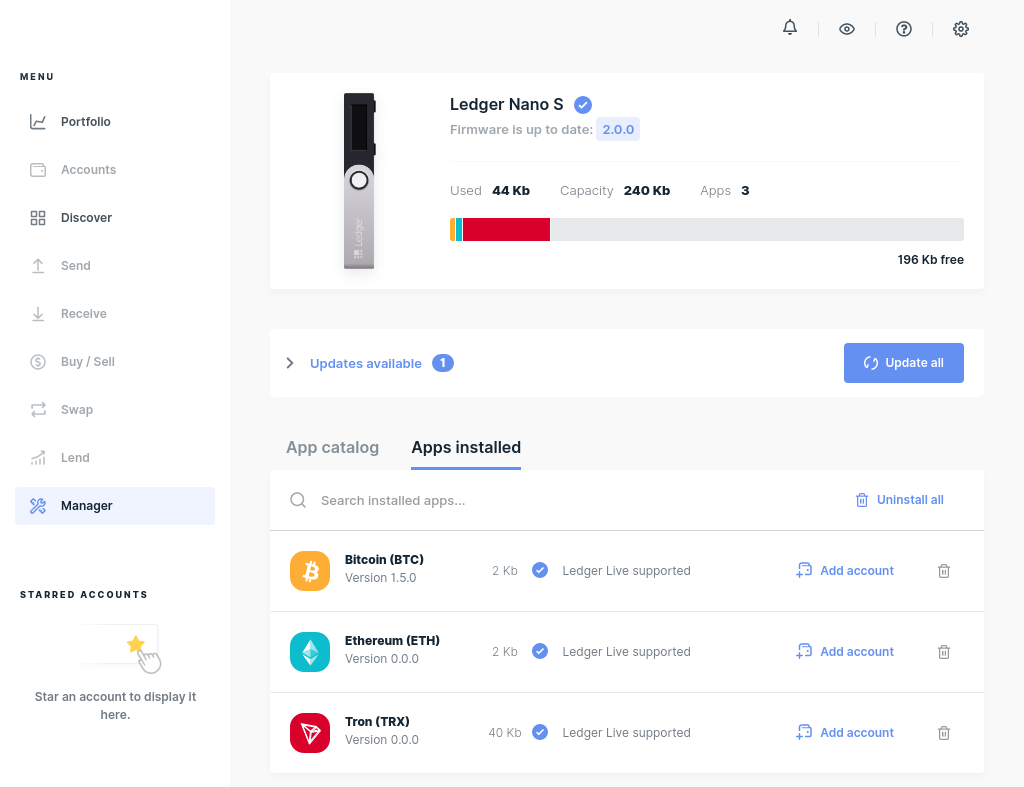 MENU
Portfolio
Accounts
Discover
Send
Receive
Buy / Sell
Swap
Lend
Manager
STARRED ACCOUNTS
Star an account to display it
here.
Ledger
Ledger Nano S
Firmware is up to date: 2.0.0
Used 44 Kb Capacity 240 Kb Apps 3
196 Kb free
Updates available 1
Update all
App catalog Apps installed
Search installed apps...
Uninstall all
Bitcoin (BTC)
Version 1.5.0
2 Kb Ledger Live supported Add account
Ethereum (ETH)
Version 0.0.0
2 Kb Ledger Live supported Add account
Tron (TRX)
Version 0.0.0
40 Kb Ledger Live supported Add account